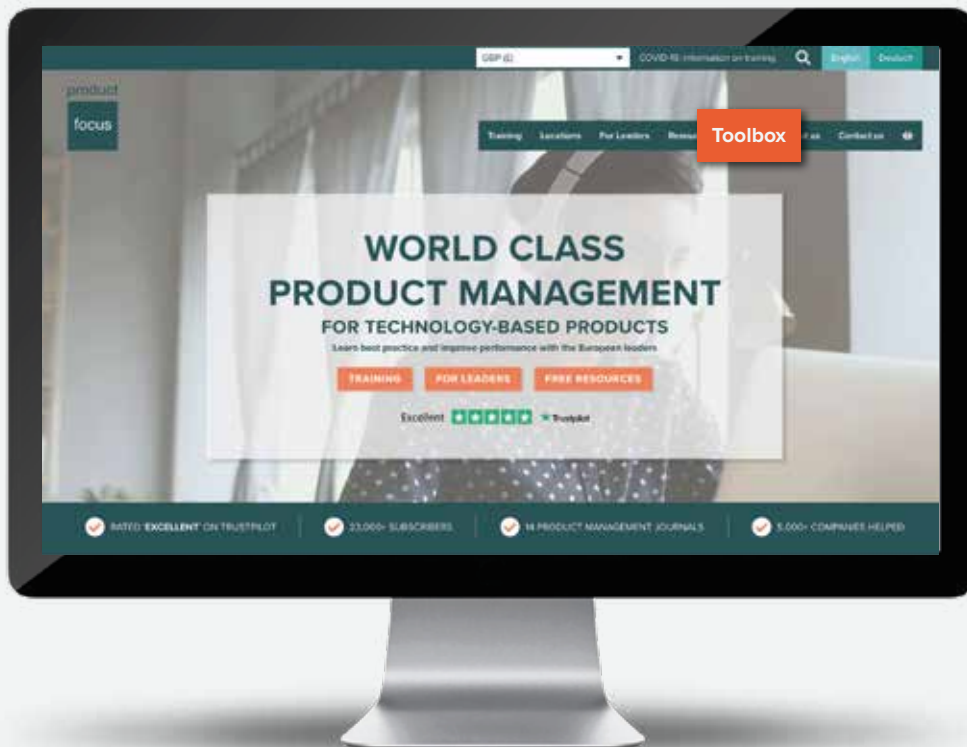 GBP (£)
COVID-19 information on training
English
Deutsch
product
focus
Training
Locations
For Leaders
Toolbox
Contact us
WORLD CLASS
PRODUCT MANAGEMENT
FOR TECHNOLOGY-BASED PRODUCTS
Learn best practice and improve performance with the European leaders
TRAINING
FOR LEADERS
FREE RESOURCES
Excellent
Trustpilot
RATED 'EXCELLENT' ON TRUSTPILOT
23,000+ SUBSCRIBERS
14 PRODUCT MANAGEMENT JOURNALS
5,000+ COMPANIES HELPED